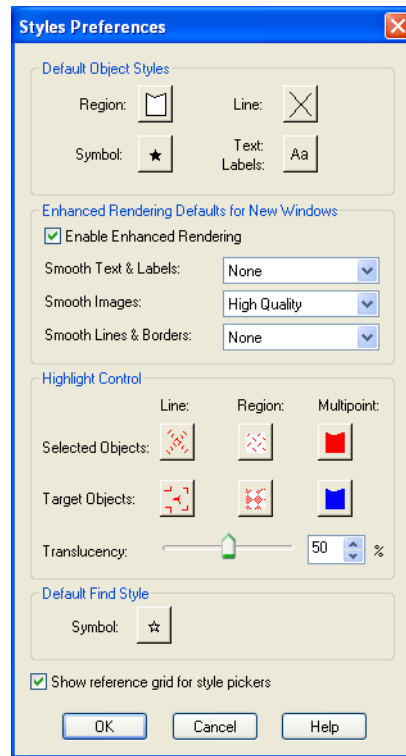 Styles Preferences
Default Object Styles
Region: Line:
Symbol: Text: Labels: Aa
Enhanced Rendering Defaults for New Windows
Enable Enhanced Rendering
Smooth Text & Labels: None
Smooth Images: High Quality
Smooth Lines & Borders: None
Highlight Control
Line: Region: Multipoint:
Selected Objects:
Target Objects:
Translucency: 50 %
Default Find Style
Symbol:
Show reference grid for style pickers
OK Cancel Help